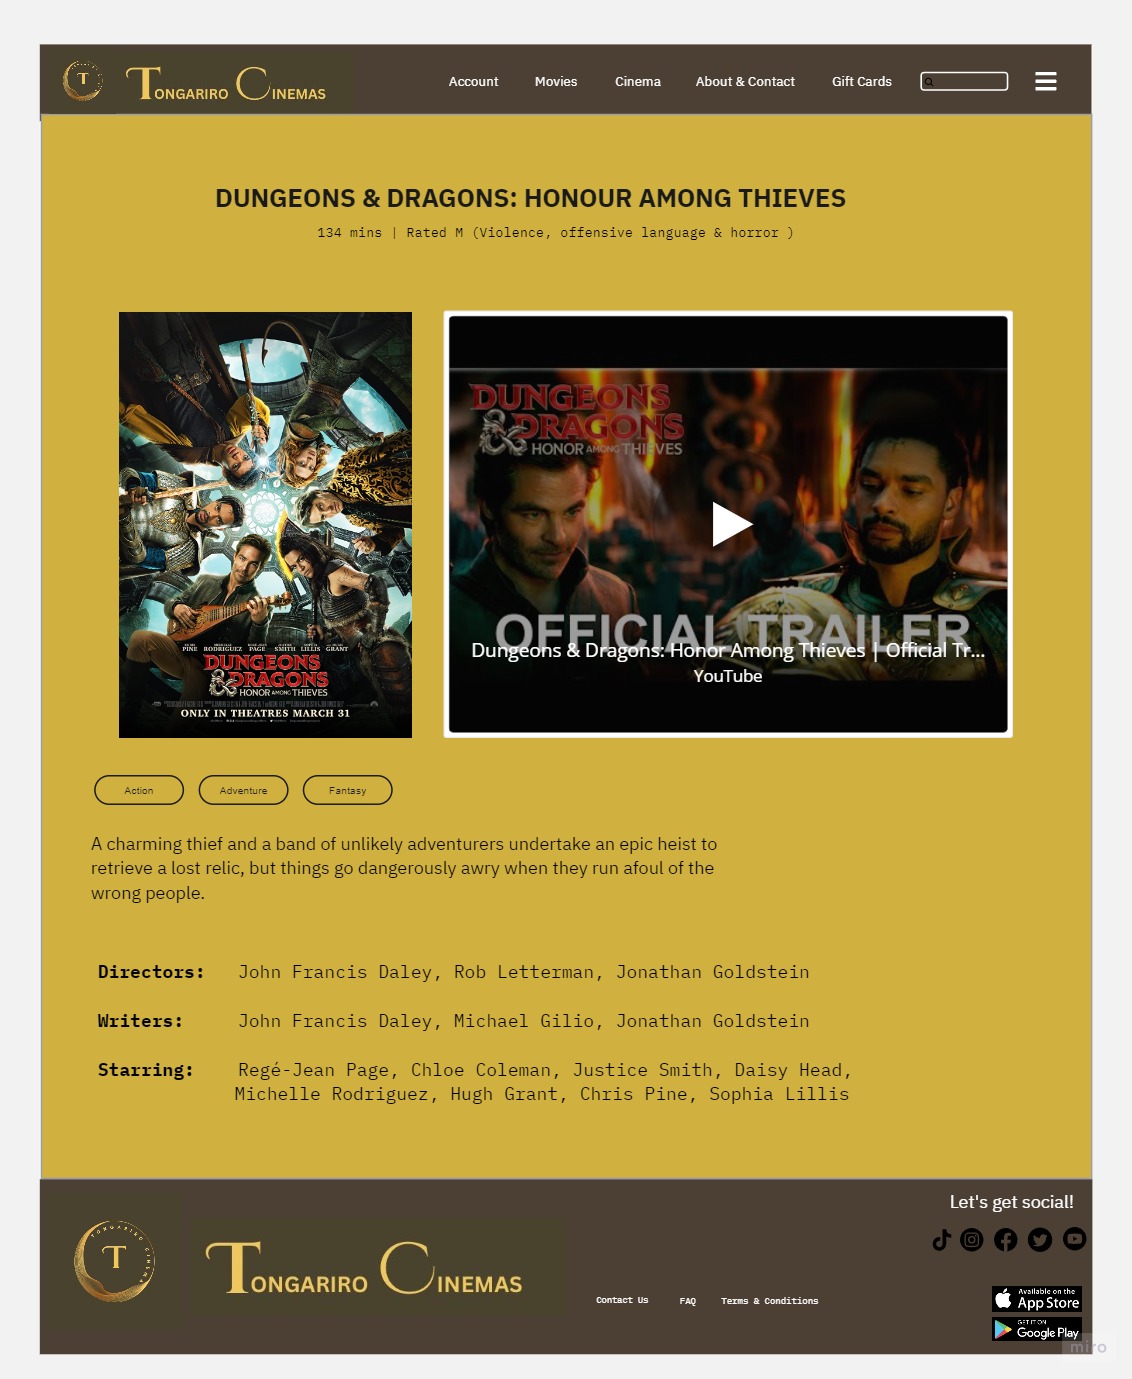 T
TONGARIRO CINEMAS
Account
Movies
Cinema
About & Contact
Gift Cards
DUNGEONS & DRAGONS: HONOUR AMONG THIEVES
134 mins | Rated M (Violence, offensive language & horror )
PINE RODRIGUEZ PAGE SMITH LILLIS GRANT
DUNGEONS
& DRAGONS
HONOR AMONG THIEVES
ONLY IN THEATRES MARCH 31
DUNGEONS
& DRAGONS
HONOR AMONG THIEVES
OFFICIAL TRAILER
Dungeons & Dragons: Honor Among Thieves | Official Tr...
YouTube
Action
Adventure
Fantasy
A charming thief and a band of unlikely adventurers undertake an epic heist to
retrieve a lost relic, but things go dangerously awry when they run afoul of the
wrong people.
Directors: John Francis Daley, Rob Letterman, Jonathan Goldstein
Writers: John Francis Daley, Michael Gilio, Jonathan Goldstein
Starring: Regé-Jean Page, Chloe Coleman, Justice Smith, Daisy Head,
Michelle Rodriguez, Hugh Grant, Chris Pine, Sophia Lillis
TONGARIRO CINEMA
T
TONGARIRO CINEMAS
Contact Us
FAQ
Terms & Conditions
Let's get social!
Available on the
App Store
GET IT ON
Google Play
miro